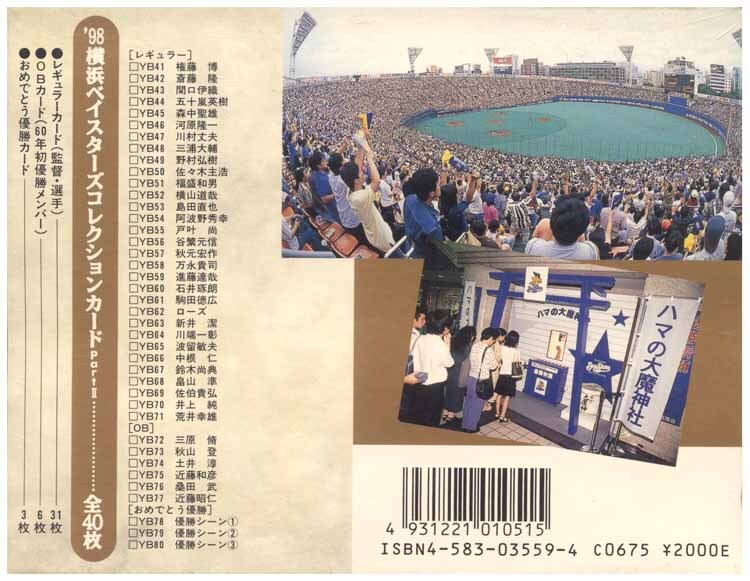 '98 横浜ベイスターズコレクションカードPartⅡ………………全40枚
●レギュラーカード(監督・選手) 31枚
●OBカード(60年初優勝メンバー) 6枚
●おめでとう優勝カード 3枚
[レギュラー]
□YB41 権藤 博
□YB42 斎藤 隆
□YB43 関口伊織
□YB44 五十嵐英樹
□YB45 森中聖雄
□YB46 河原隆一
□YB47 川村丈夫
□YB48 三浦大輔
□YB49 野村弘樹
□YB50 佐々木主浩
□YB51 福盛和男
□YB52 横山道哉
□YB53 島田直也
□YB54 阿波野秀幸
□YB55 戸叶 尚
□YB56 谷繁元信
□YB57 秋元宏作
□YB58 万永貴司
□YB59 進藤達哉
□YB60 石井琢朗
□YB61 駒田徳広
□YB62 ローズ
□YB63 新井 潔
□YB64 川端一彰
□YB65 波留敏夫
□YB66 中根 仁
□YB67 鈴木尚典
□YB68 畠山 準
□YB69 佐伯貴弘
□YB70 井上 純
□YB71 荒井幸雄
[OB]
□YB72 三原 脩
□YB73 秋山 登
□YB74 土井 淳
□YB75 近藤和彦
□YB76 桑田 武
□YB77 近藤昭仁
[おめでとう優勝]
□YB78 優勝シーン①
□YB79 優勝シーン②
□YB80 優勝シーン③
ハマの大魔神
ハマの大魔神社
4 931221 010515
ISBN4-583-03559-4 C0675 ¥2000E